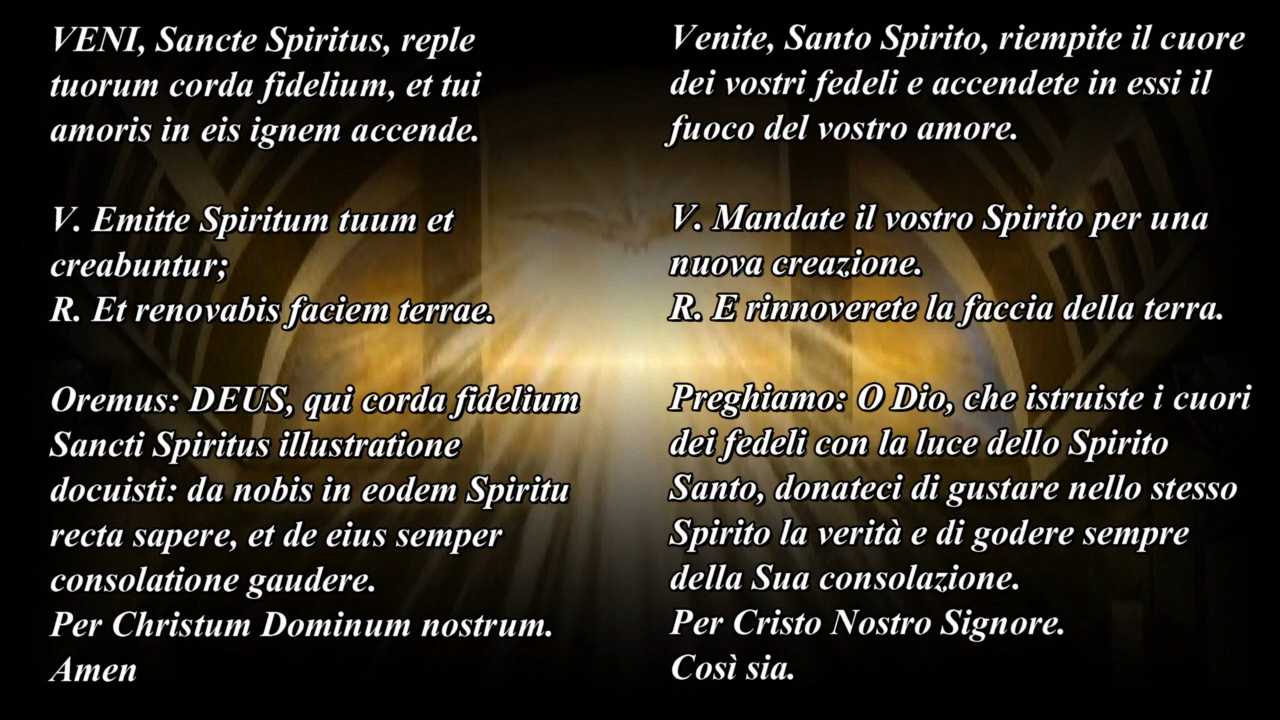 VENI, Sancte Spiritus, reple
tuorum corda fidelium, et tui
amoris in eis ignem accende.
V. Emitte Spiritum tuum et
creabuntur;
R. Et renovabis faciem terrae.
Oremus: DEUS, qui corda fidelium
Sancti Spiritus illustratione
docuisti: da nobis in eodem Spiritu
recta sapere, et de eius semper
consolatione gaudere.
Per Christum Dominum nostrum.
Amen
Venite, Santo Spirito, riempite il cuore
dei vostri fedeli e accendete in essi il
fuoco del vostro amore.
V. Mandate il vostro Spirito per una
nuova creazione.
R. E rinnoverete la faccia della terra.
Preghiamo: O Dio, che istruiste i cuori
dei fedeli con la luce dello Spirito
Santo, donateci di gustare nello stesso
Spirito la verità e di godere sempre
della Sua consolazione.
Per Cristo Nostro Signore.
Così sia.